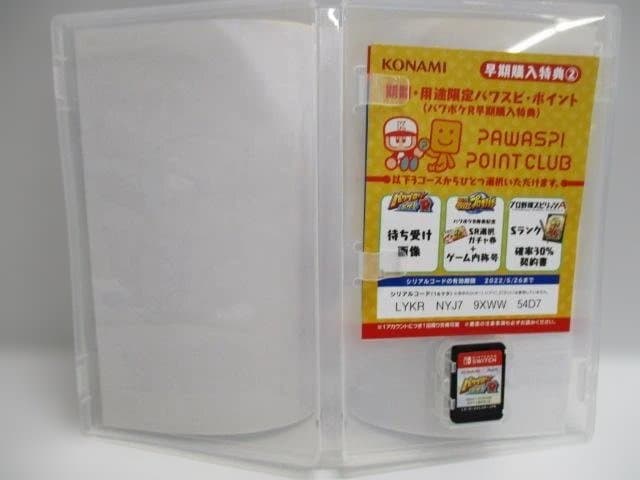 KONAMI
早期購入特典②
期間・用途限定パワスピ・ポイント
(パワポケR早期購入特典)
PAWASPI
POINT CLUB
以下3コースからひとつ選択いただけます。
プロ野球スピリッツA
待ち受け
画像
SR選択
ガチャ券
+
ゲーム内称号
Sランク
確率30%
契約書
シリアルコードの有効期限 2022/5/26まで
LYKR NYJ7 9XWW 54D7
NINTENDO
SWITCH
KONAMI